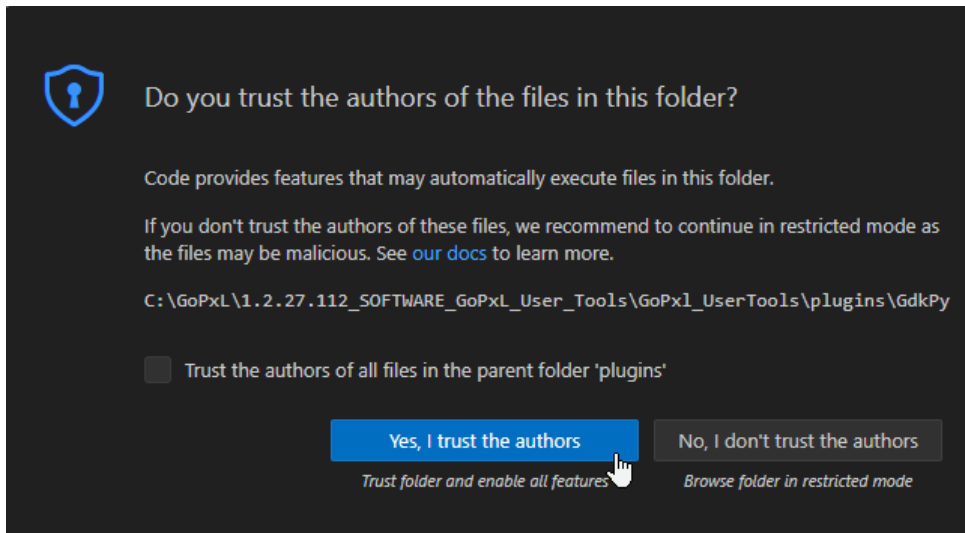 Do you trust the authors of the files in this folder?
Code provides features that may automatically execute files in this folder.
If you don't trust the authors of these files, we recommend to continue in restricted mode as
the files may be malicious. See our docs to learn more.
C:\GoPxL\1.2.27.112_SOFTWARE_GoPxL_User_Tools\GoPxl_UserTools\plugins\GdkPy
Trust the authors of all files in the parent folder 'plugins'
Yes, I trust the authors
No, I don't trust the authors
Trust folder and enable all features
Browse folder in restricted mode